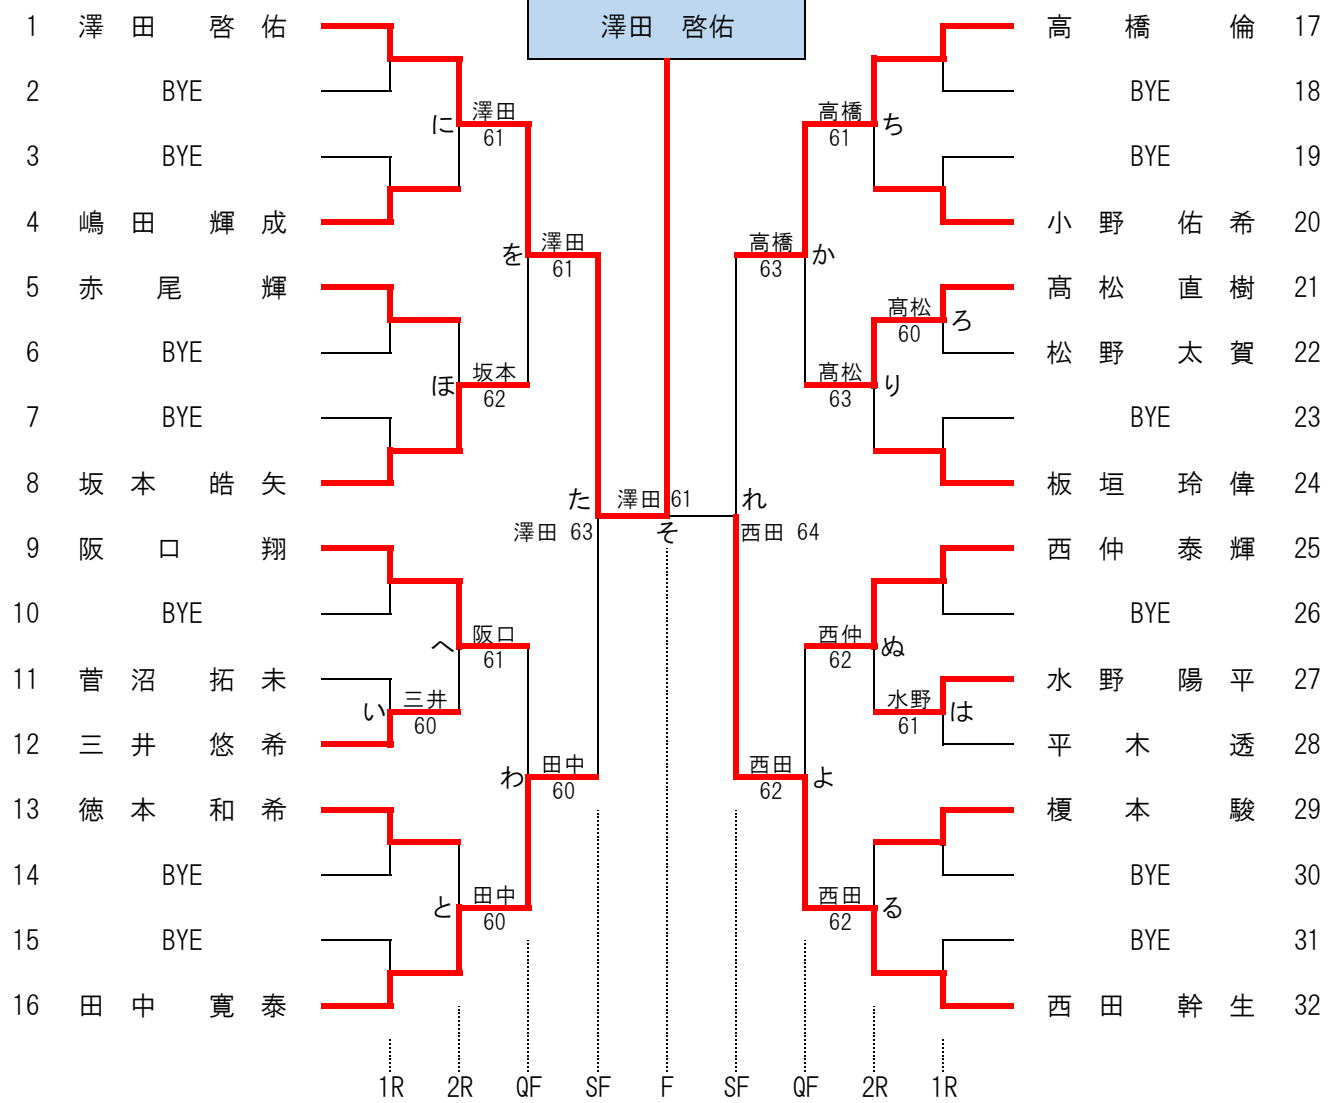 澤田 啓佑
1 澤田 啓佑
2 BYE
3 BYE
4 嶋田 輝成
5 赤尾 輝
6 BYE
7 BYE
8 坂本 皓矢
9 阪口 翔
10 BYE
11 菅沼 拓未
12 三井 悠希
13 徳本 和希
14 BYE
15 BYE
16 田中 寛泰
い
三井
60
に
澤田
61
ほ
坂本
62
へ
阪口
61
と
田中
60
を
澤田
61
わ
田中
60
た
澤田 63
澤田 61
そ
れ
西田 64
高橋
63
か
西田
62
よ
高橋
61
ち
髙松
63
り
西仲
62
ぬ
西田
62
る
髙松
60
ろ
水野
61
は
高橋 倫 17
BYE 18
BYE 19
小野 佑希 20
髙松 直樹 21
松野 太賀 22
BYE 23
板垣 玲偉 24
西仲 泰輝 25
BYE 26
水野 陽平 27
平木 透 28
榎本 駿 29
BYE 30
BYE 31
西田 幹生 32
1R 2R QF SF F SF QF 2R 1R